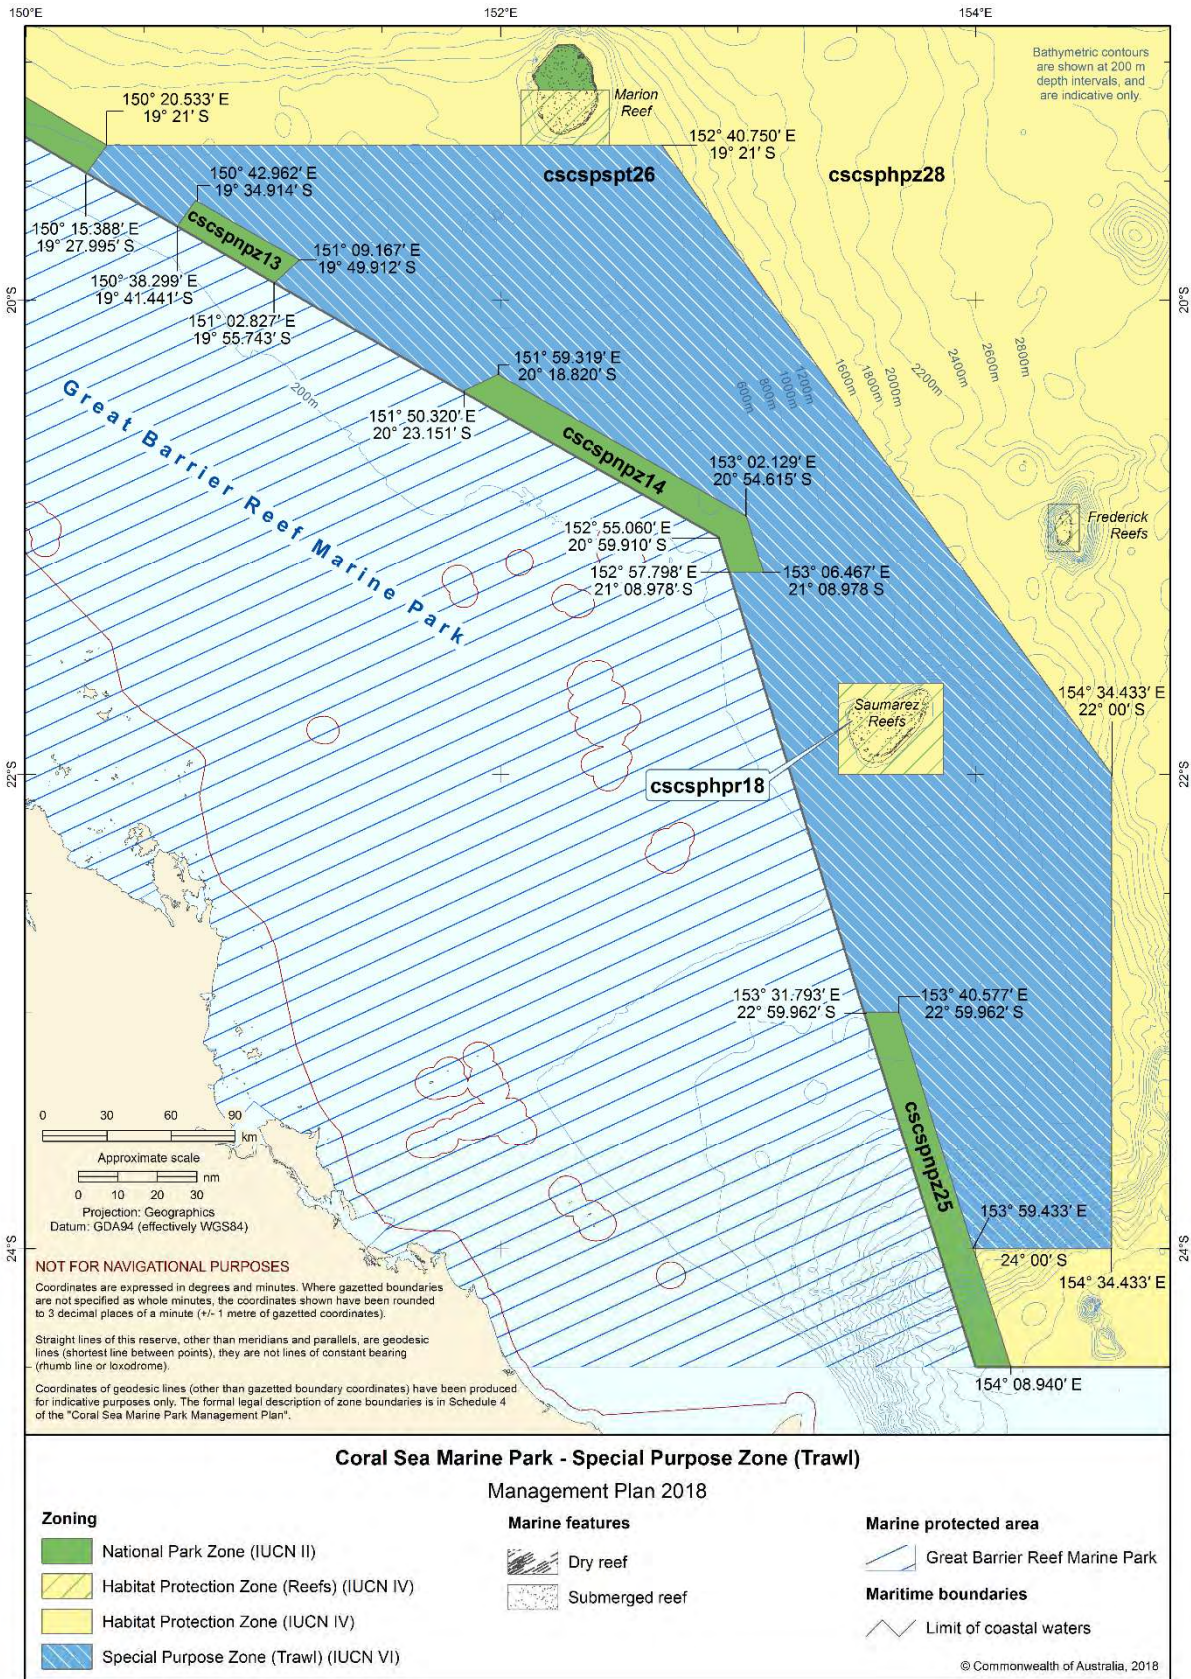 150°E
152°E
154°E
Bathymetric contours
are shown at 200 m
depth intervals, and
are indicative only.
Marion
Reef
150° 20.533' E
19° 21' S
152° 40.750' E
19° 21' S
cscspspt26
cscsphpz28
150° 42.962' E
19° 34.914' S
150° 15.388' E
19° 27.995' S
cscspnpz13
151° 09.167' E
19° 49.912' S
150° 38.299' E
19° 41.441' S
20°S
20°S
151° 02.827' E
19° 55.743' S
151° 59.319' E
20° 18.820' S
200m
600m
800m
1000m
1200m
1600m
1800m
2000m
2200m
2400m
2600m
2800m
Great Barrier Reef Marine Park
151° 50.320' E
20° 23.151' S
cscspnpz14
153° 02.129' E
20° 54.615' S
152° 55.060' E
20° 59.910' S
Frederick
Reefs
152° 57.798' E
21° 08.978' S
153° 06.467' E
21° 08.978 S
154° 34.433' E
22° 00' S
Saumarez
Reefs
22°S
22°S
cscsphpr18
153° 31.793' E
22° 59.962' S
153° 40.577' E
22° 59.962' S
cscspnpz25
0 30 60 90
km
Approximate scale
nm
0 10 20 30
Projection: Geographics
Datum: GDA94 (effectively WGS84)
153° 59.433' E
24°S
24°S
24° 00' S
154° 34.433' E
NOT FOR NAVIGATIONAL PURPOSES
Coordinates are expressed in degrees and minutes. Where gazetted boundaries
are not specified as whole minutes, the coordinates shown have been rounded
to 3 decimal places of a minute (+/- 1 metre of gazetted coordinates).
Straight lines of this reserve, other than meridians and parallels, are geodesic
lines (shortest line between points), they are not lines of constant bearing
(rhumb line or loxodrome).
Coordinates of geodesic lines (other than gazetted boundary coordinates) have been produced
for indicative purposes only. The formal legal description of zone boundaries is in Schedule 4
of the "Coral Sea Marine Park Management Plan".
154° 08.940' E
Coral Sea Marine Park - Special Purpose Zone (Trawl)
Management Plan 2018
Zoning
National Park Zone (IUCN II)
Habitat Protection Zone (Reefs) (IUCN IV)
Habitat Protection Zone (IUCN IV)
Special Purpose Zone (Trawl) (IUCN VI)
Marine features
Dry reef
Submerged reef
Marine protected area
Great Barrier Reef Marine Park
Maritime boundaries
Limit of coastal waters
© Commonwealth of Australia, 2018